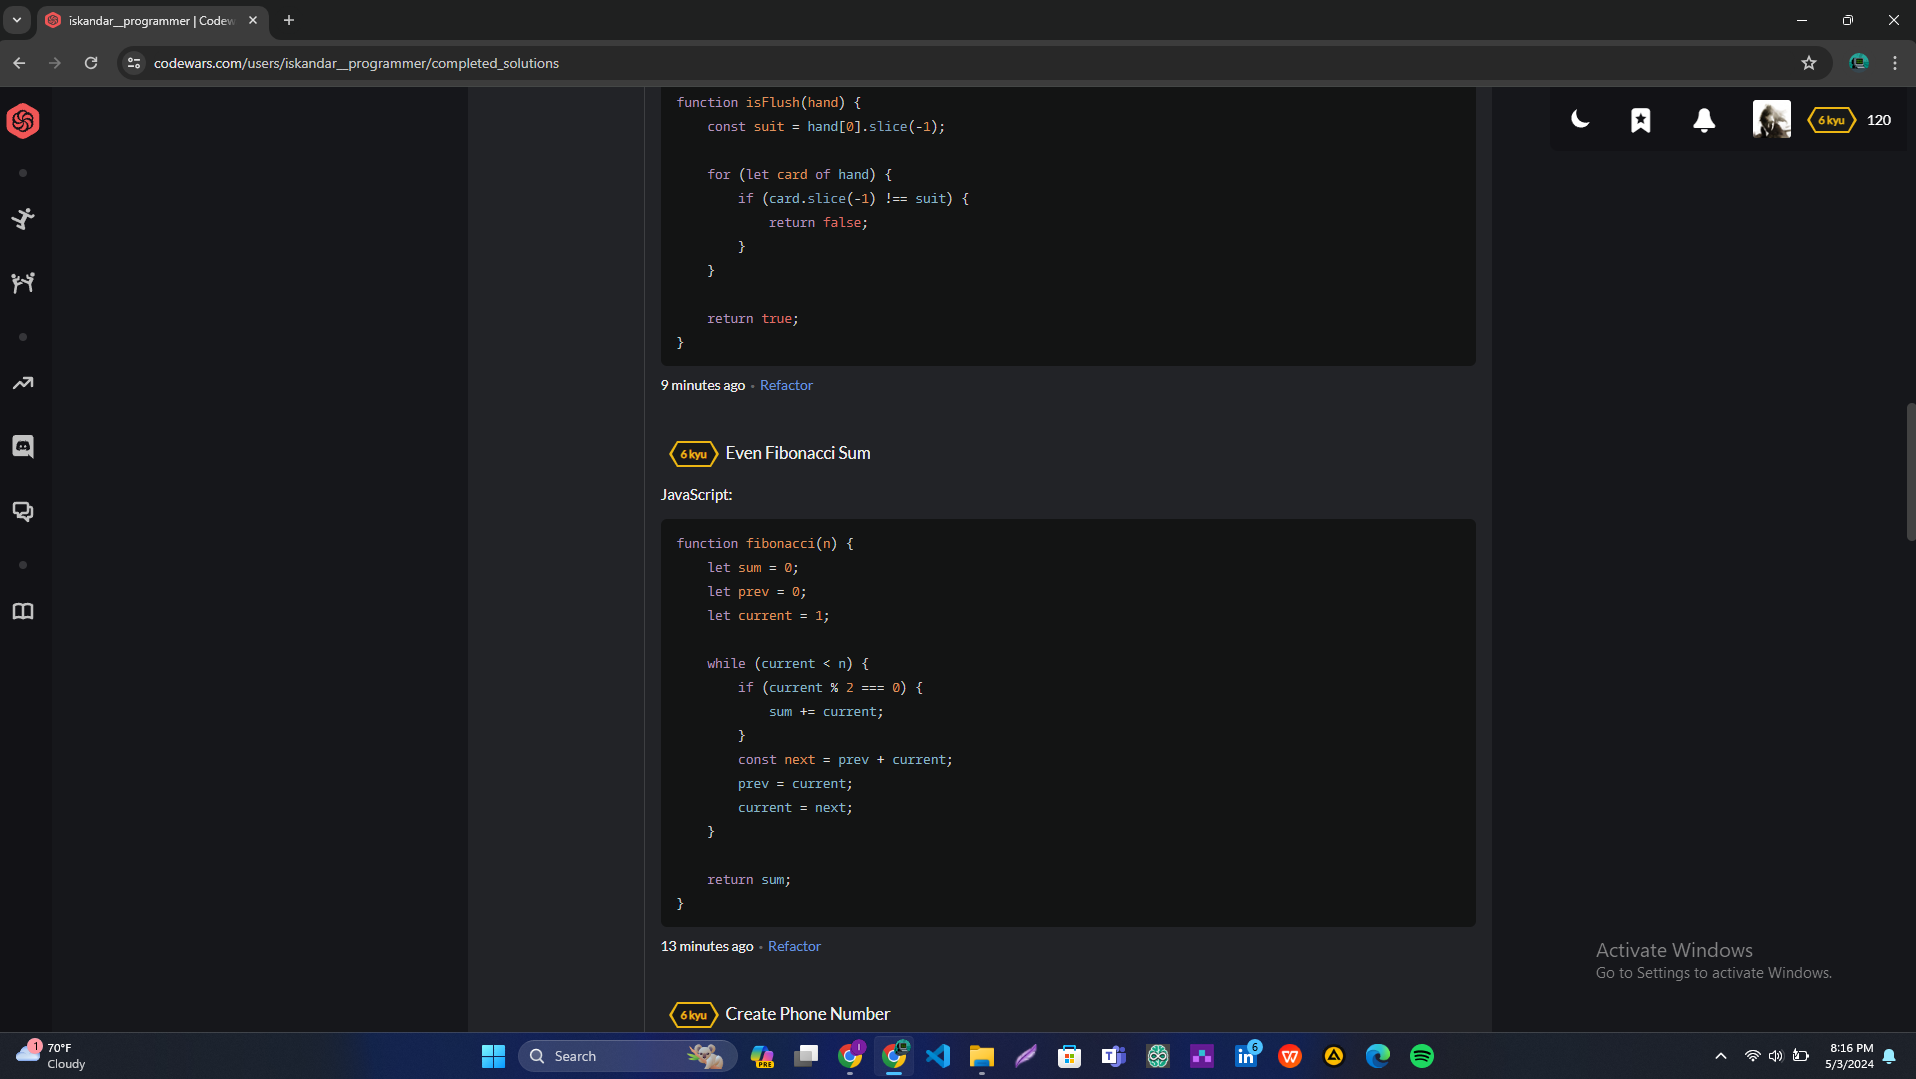 iskandar__programmer | Codew
codewars.com/users/iskandar__programmer/completed_solutions
6 kyu
120
function isFlush(hand) {
    const suit = hand[0].slice(-1);
    for (let card of hand) {
        if (card.slice(-1) !== suit) {
            return false;
        }
    }
    return true;
}
9 minutes ago • Refactor
6 kyu Even Fibonacci Sum
JavaScript:
function fibonacci(n) {
    let sum = 0;
    let prev = 0;
    let current = 1;
    while (current < n) {
        if (current % 2 === 0) {
            sum += current;
        }
        const next = prev + current;
        prev = current;
        current = next;
    }
    return sum;
}
13 minutes ago • Refactor
Activate Windows
Go to Settings to activate Windows.
6 kyu Create Phone Number
1
70°F
Cloudy
Search
PRE
1
6
8:16 PM
5/3/2024